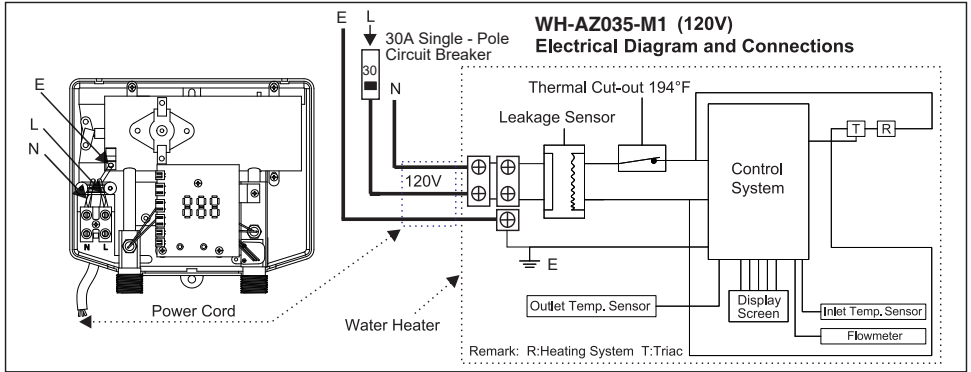 WH-AZ035-M1 (120V)
Electrical Diagram and Connections
E L
30A Single - Pole
Circuit Breaker
30
N
E
L
N
N L
Power Cord
120V
Water Heater
Thermal Cut-out 194°F
Leakage Sensor
Control
System
T R
E
Outlet Temp. Sensor
Display
Screen
Inlet Temp. Sensor
Flowmeter
Remark: R:Heating System T:Triac